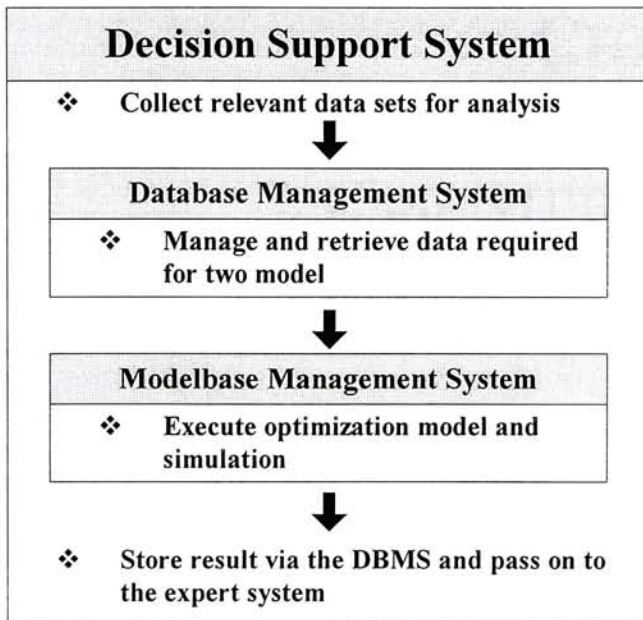 Decision Support System
❖ Collect relevant data sets for analysis
Database Management System
❖ Manage and retrieve data required
for two model
Modelbase Management System
❖ Execute optimization model and
simulation
❖ Store result via the DBMS and pass on to
the expert system